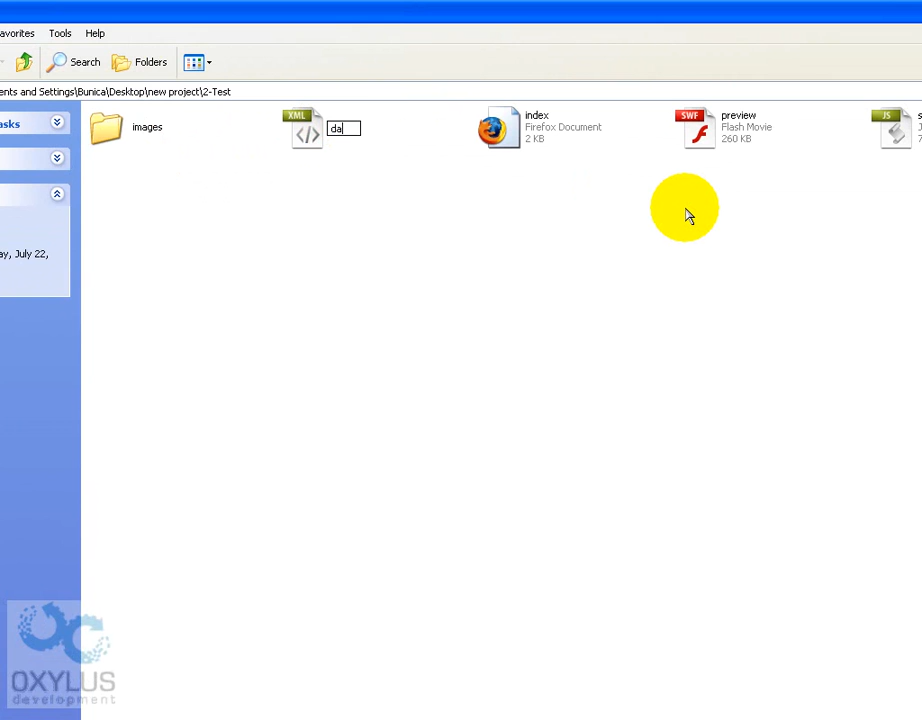 avorites Tools Help
Search Folders
ents and Settings\Bunica\Desktop\new project\2-Test
asks
ay, July 22,
images
XML
da
index
Firefox Document
2 KB
SWF
preview
Flash Movie
260 KB
JS
s
J
7
OXYLUS
development